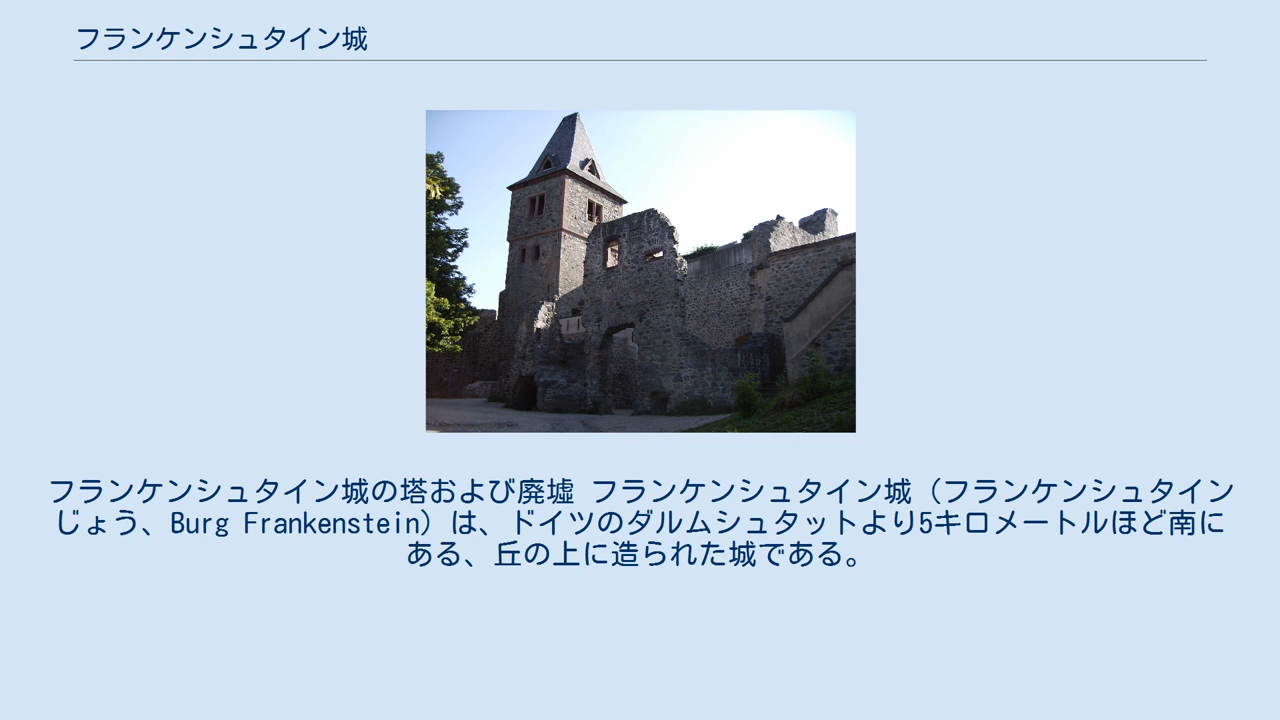 フランケンシュタイン城
フランケンシュタイン城の塔および廃墟 フランケンシュタイン城（フランケンシュタイン
じょう、Burg Frankenstein）は、ドイツのダルムシュタットより5キロメートルほど南に
ある、丘の上に造られた城である。